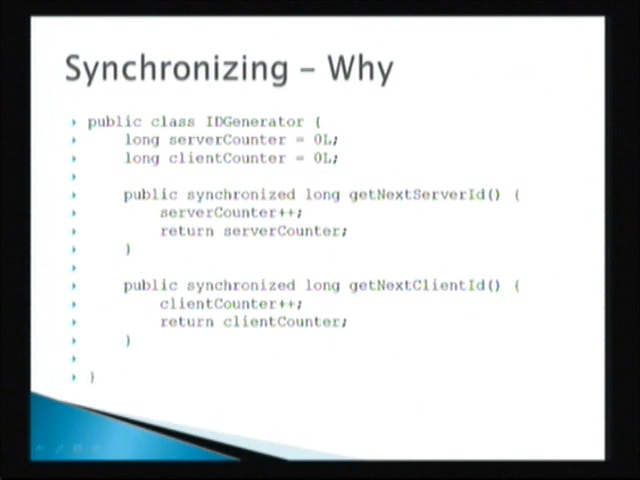 Synchronizing – Why
public class IDGenerator {
long serverCounter = 0L;
long clientCounter = 0L;
public synchronized long getNextServerId() {
serverCounter++;
return serverCounter;
}
public synchronized long getNextClientId() {
clientCounter++;
return clientCounter;
}
}